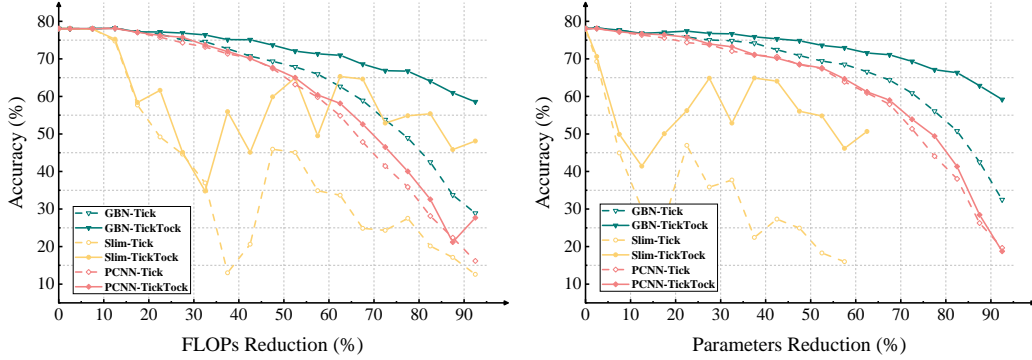 80
70
60
50
40
30
20
10
Accuracy (%)
GBN-Tick
GBN-TickTock
Slim-Tick
Slim-TickTock
PCNN-Tick
PCNN-TickTock
0 10 20 30 40 50 60 70 80 90
FLOPs Reduction (%)
80
70
60
50
40
30
20
10
Accuracy (%)
GBN-Tick
GBN-TickTock
Slim-Tick
Slim-TickTock
PCNN-Tick
PCNN-TickTock
0 10 20 30 40 50 60 70 80 90
Parameters Reduction (%)